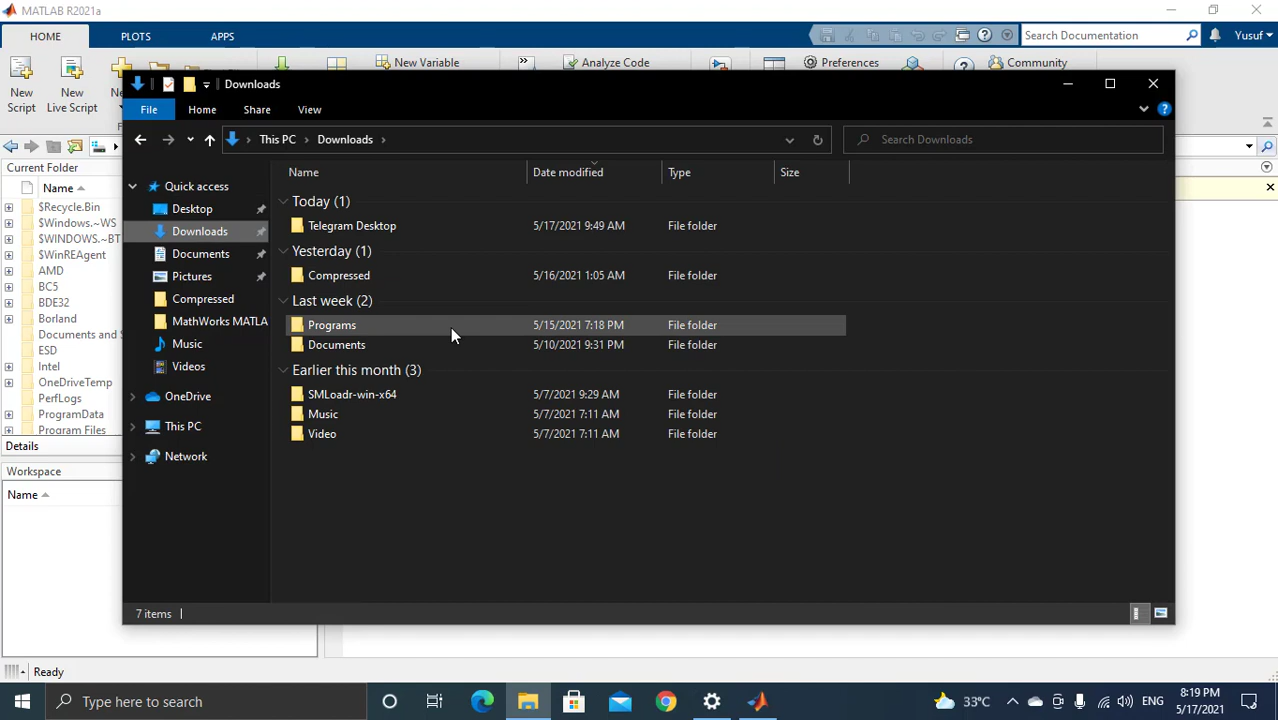 MATLAB R2021a
HOME PLOTS APPS
Search Documentation Yusuf
New Variable Analyze Code Preferences Community
New Script New Live Script
Downloads
File Home Share View
This PC Downloads
Search Downloads
Current Folder
Name
$Recycle.Bin
$Windows.~WS
$WINDOWS.~BT
$WinREAgent
AMD
BC5
BDE32
Borland
Documents and S
ESD
Intel
OneDriveTemp
PerfLogs
ProgramData
Program Files
Details
Workspace
Name
Quick access
Desktop
Downloads
Documents
Pictures
Compressed
MathWorks MATLA
Music
Videos
OneDrive
This PC
Network
Name Date modified Type Size
Today (1)
Telegram Desktop 5/17/2021 9:49 AM File folder
Yesterday (1)
Compressed 5/16/2021 1:05 AM File folder
Last week (2)
Programs 5/15/2021 7:18 PM File folder
Documents 5/10/2021 9:31 PM File folder
Earlier this month (3)
SMLoadr-win-x64 5/7/2021 9:29 AM File folder
Music 5/7/2021 7:11 AM File folder
Video 5/7/2021 7:11 AM File folder
7 items
Ready
Type here to search
33°C ENG 8:19 PM
5/17/2021